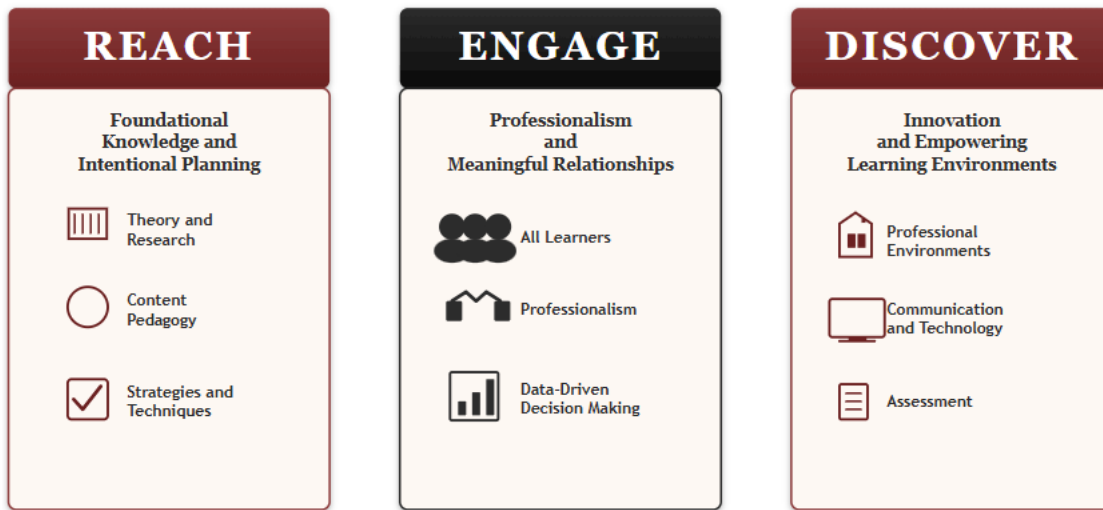 REACH
Foundational
Knowledge and
Intentional Planning
Theory and
Research
Content
Pedagogy
Strategies and
Techniques
ENGAGE
Professionalism
and
Meaningful Relationships
All Learners
Professionalism
Data-Driven
Decision Making
DISCOVER
Innovation
and Empowering
Learning Environments
Professional
Environments
Communication
and Technology
Assessment